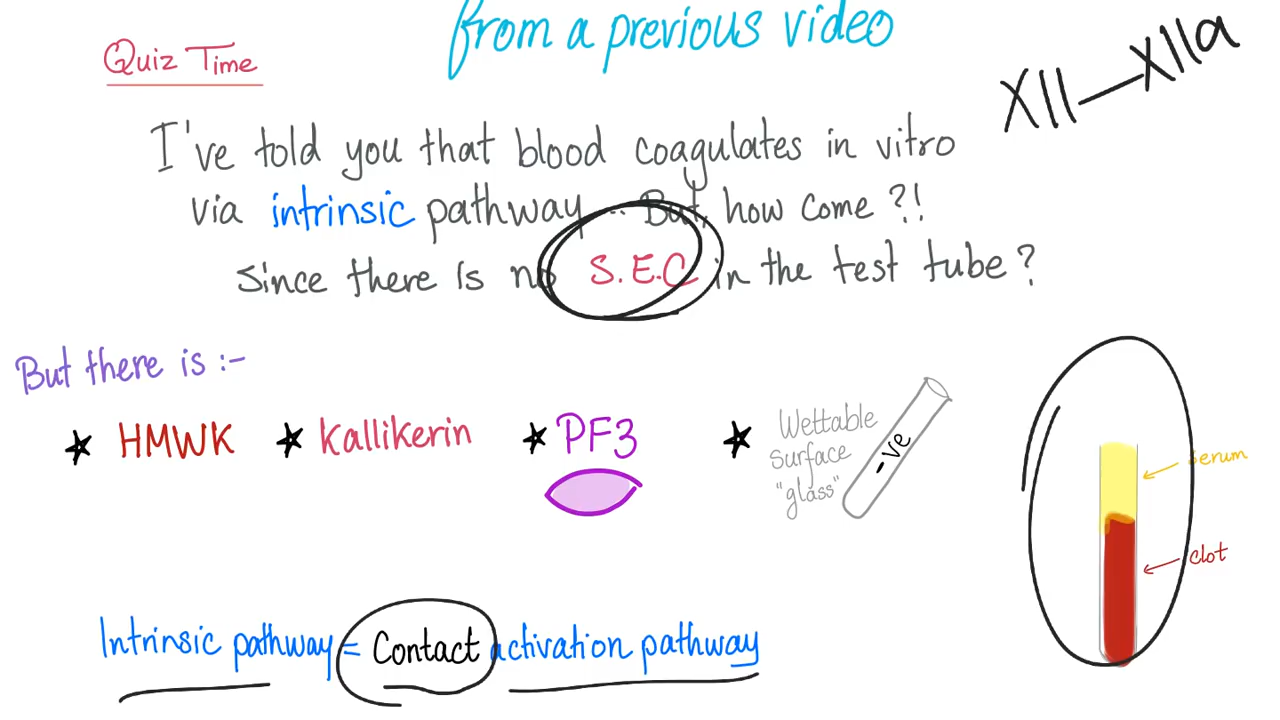 from a previous video
Quiz Time
XII — XIIa
I've told you that blood coagulates in vitro
via intrinsic pathway .. But, how come ?!
since there is no S.E.C in the test tube ?
But there is :-
★ HMWK ★ Kallikerin ★ PF3 ★ Wettable
surface
"glass"
-ve
serum
clot
Intrinsic pathway = Contact activation pathway